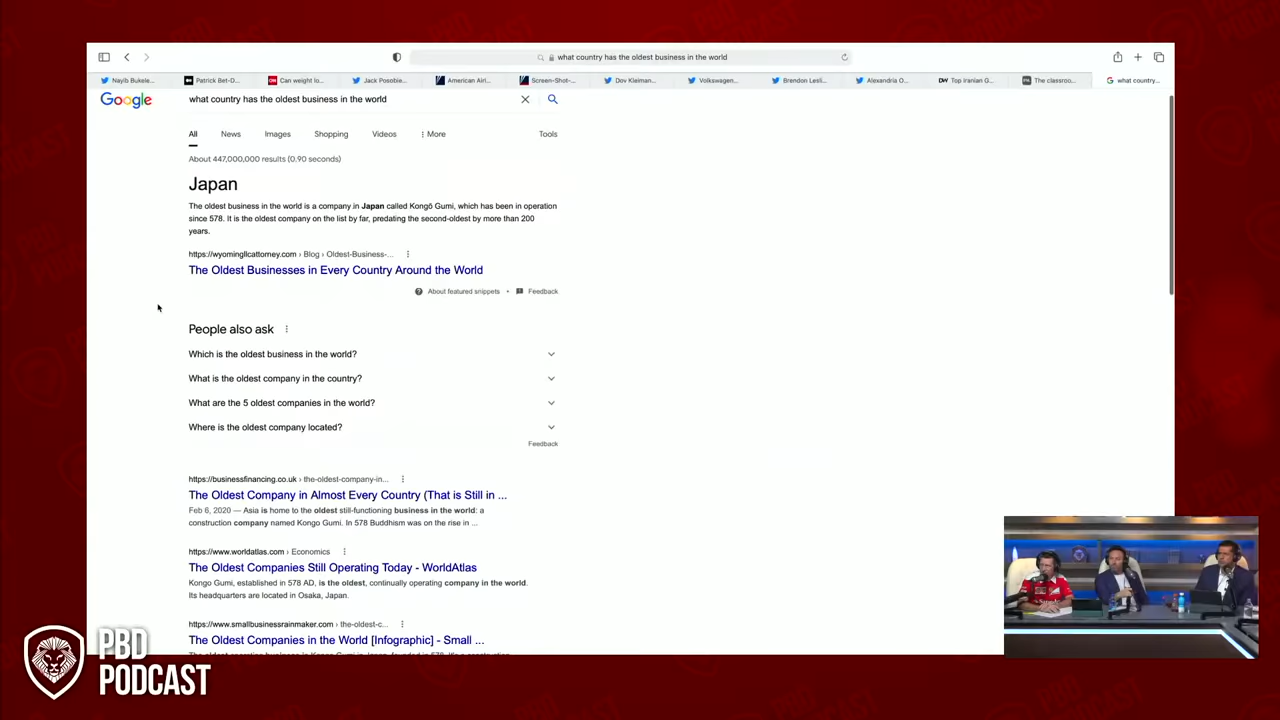 what country has the oldest business in the world
Nayib Bukele...
Patrick Bet-D...
Can weight lo...
Jack Posobie...
American Airl...
Screen-Shot-...
Dov Kleiman...
Volkswagen...
Brendon Lesli...
Alexandria O...
DW Top Iranian G...
The classroo...
what country...
Google
what country has the oldest business in the world
All
News
Images
Shopping
Videos
More
Tools
About 447,000,000 results (0.90 seconds)
Japan
The oldest business in the world is a company in Japan called Kongō Gumi, which has been in operation
since 578. It is the oldest company on the list by far, predating the second-oldest by more than 200
years.
https://wyomingllcattorney.com › Blog › Oldest-Business-...
The Oldest Businesses in Every Country Around the World
About featured snippets • Feedback
People also ask
Which is the oldest business in the world?
What is the oldest company in the country?
What are the 5 oldest companies in the world?
Where is the oldest company located?
Feedback
https://businessfinancing.co.uk › the-oldest-company-in...
The Oldest Company in Almost Every Country (That is Still in ...
Feb 6, 2020 — Asia is home to the oldest still-functioning business in the world: a
construction company named Kongo Gumi. In 578 Buddhism was on the rise in ...
https://www.worldatlas.com › Economics
The Oldest Companies Still Operating Today - WorldAtlas
Kongo Gumi, established in 578 AD, is the oldest, continually operating company in the world.
Its headquarters are located in Osaka, Japan.
https://www.smallbusinessrainmaker.com › the-oldest-c...
The Oldest Companies in the World [Infographic] - Small ...
PBD
PODCAST